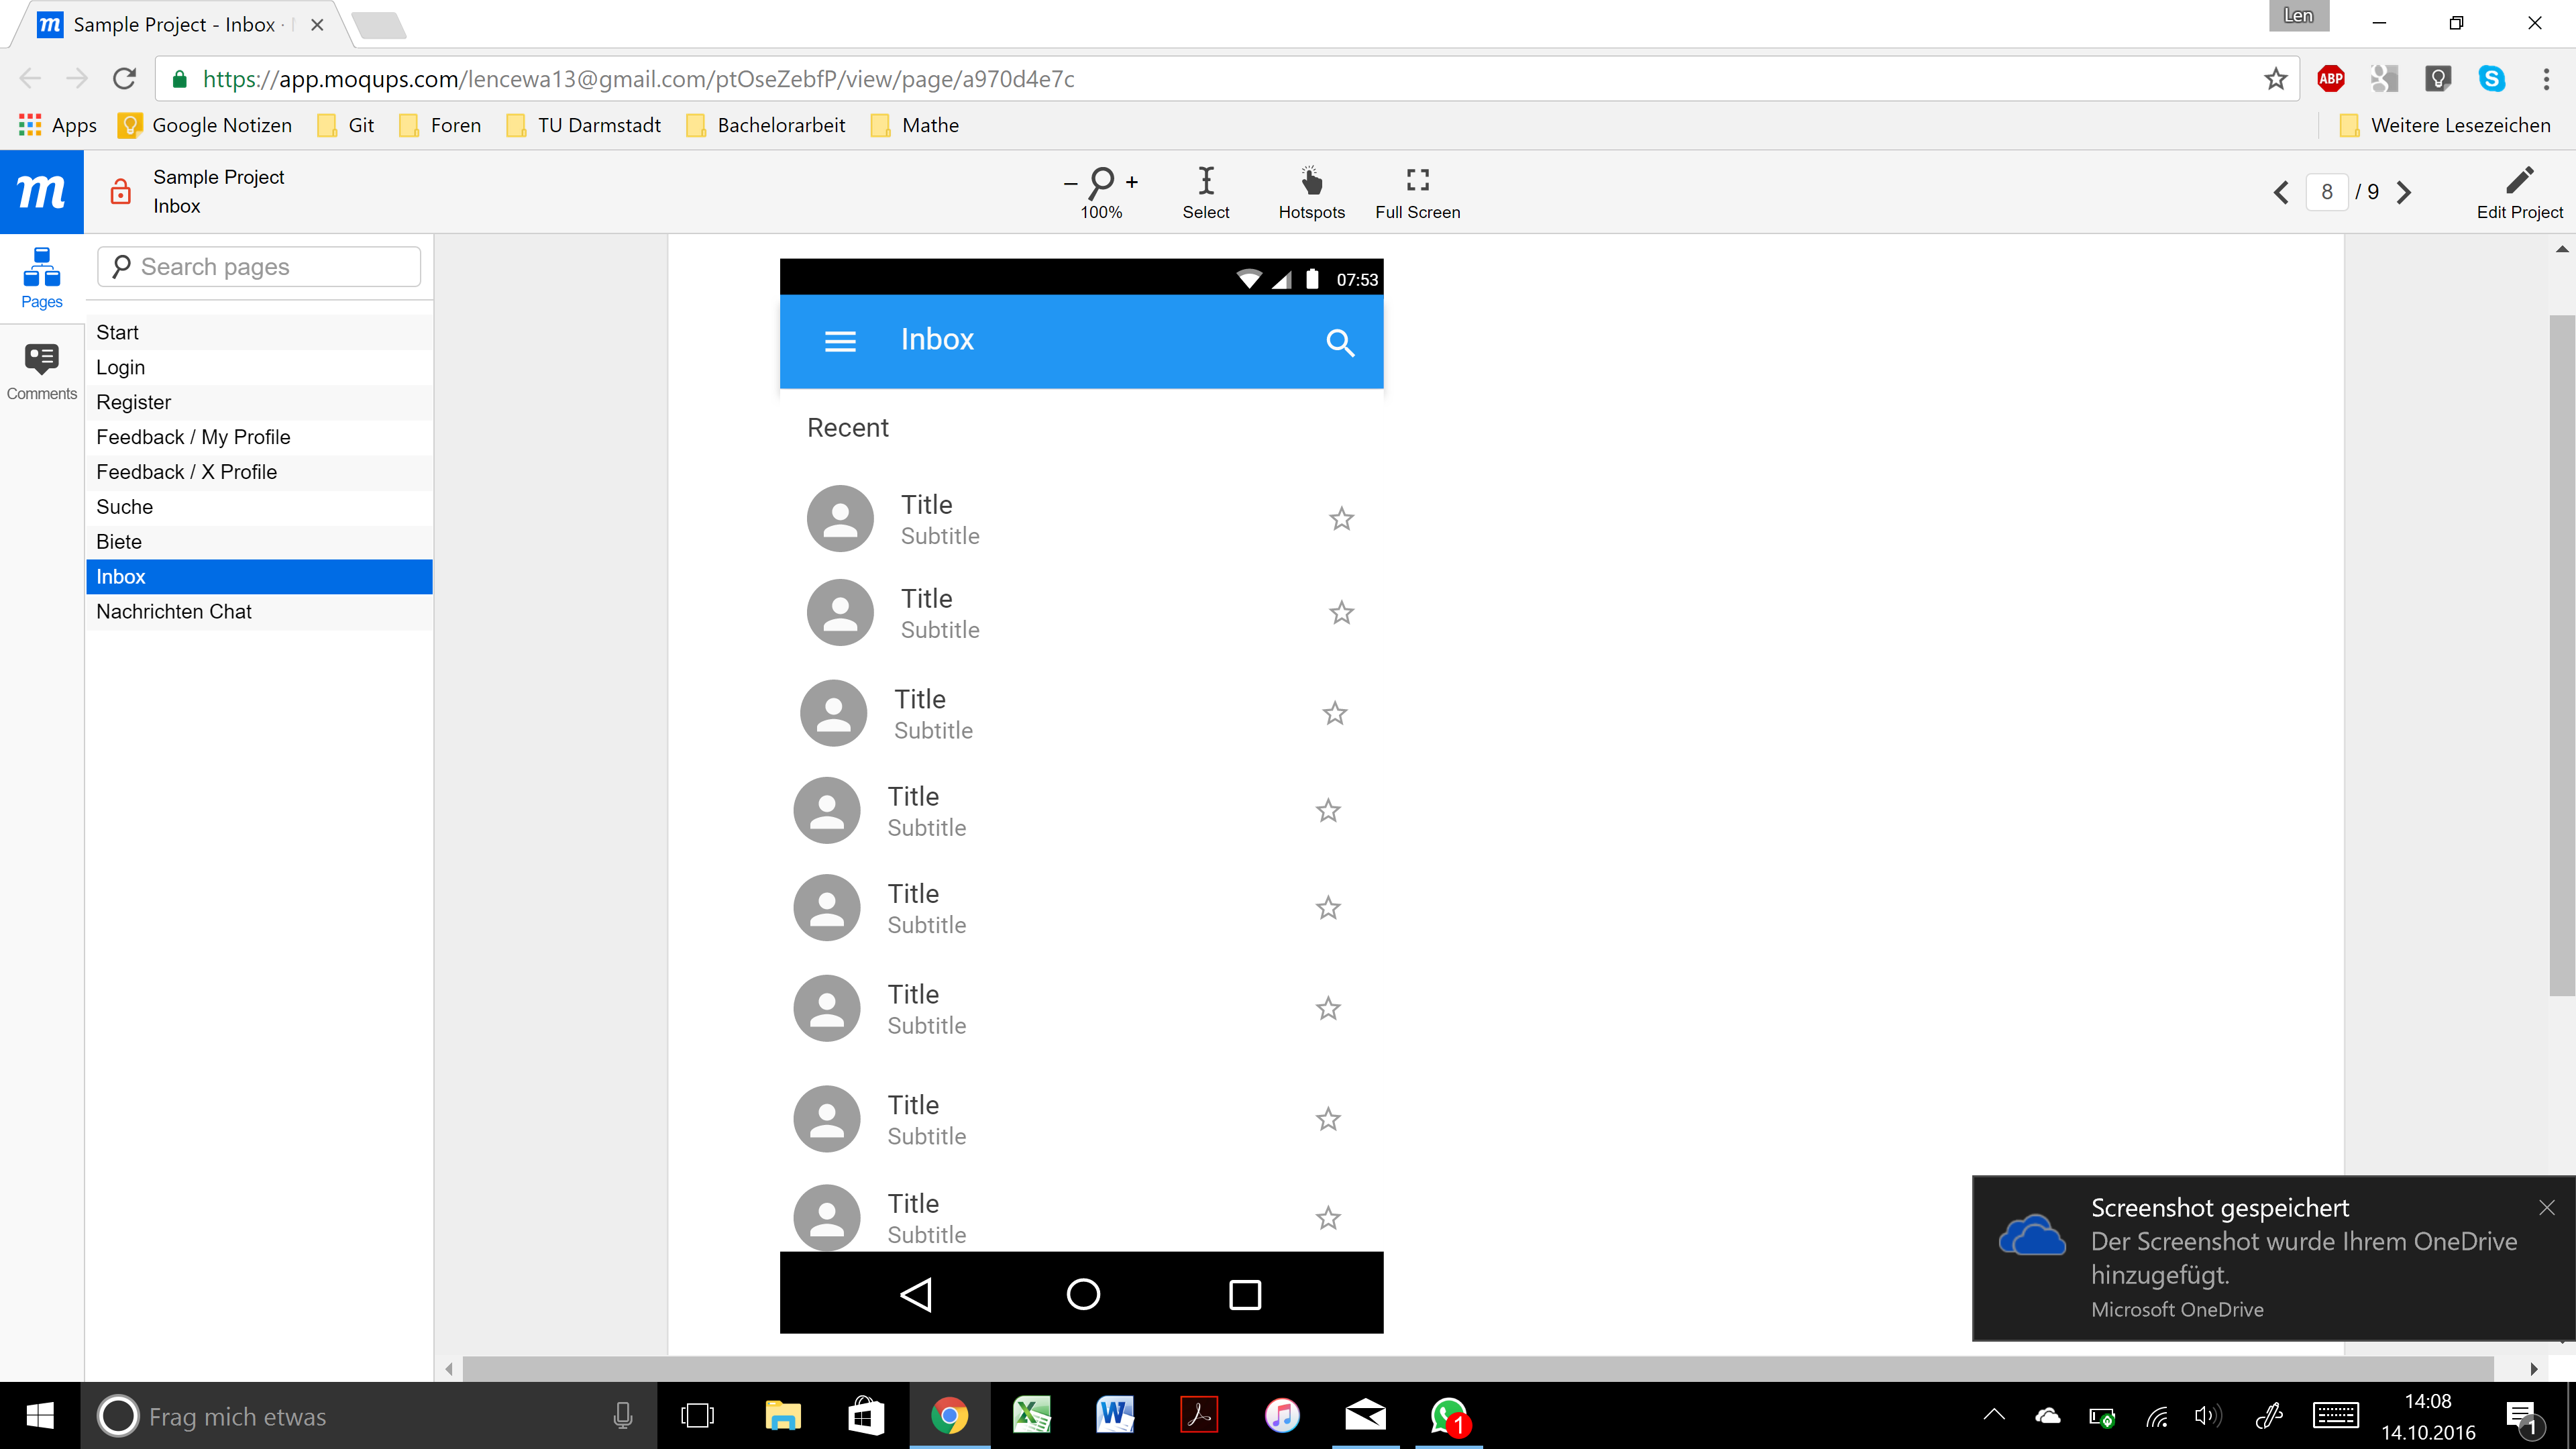 Sample Project - Inbox ·
Len
https://app.moqups.com/lencewa13@gmail.com/ptOseZebfP/view/page/a970d4e7c
ABP
Apps Google Notizen Git Foren TU Darmstadt Bachelorarbeit Mathe Weitere Lesezeichen
m
Sample Project
Inbox
100%
Select
Hotspots
Full Screen
8 / 9
Edit Project
Pages
Comments
Search pages
Start
Login
Register
Feedback / My Profile
Feedback / X Profile
Suche
Biete
Inbox
Nachrichten Chat
07:53
Inbox
Recent
Title
Subtitle
Title
Subtitle
Title
Subtitle
Title
Subtitle
Title
Subtitle
Title
Subtitle
Title
Subtitle
Title
Subtitle
Screenshot gespeichert
Der Screenshot wurde Ihrem OneDrive
hinzugefügt.
Microsoft OneDrive
Frag mich etwas
1
14:08
14.10.2016
1